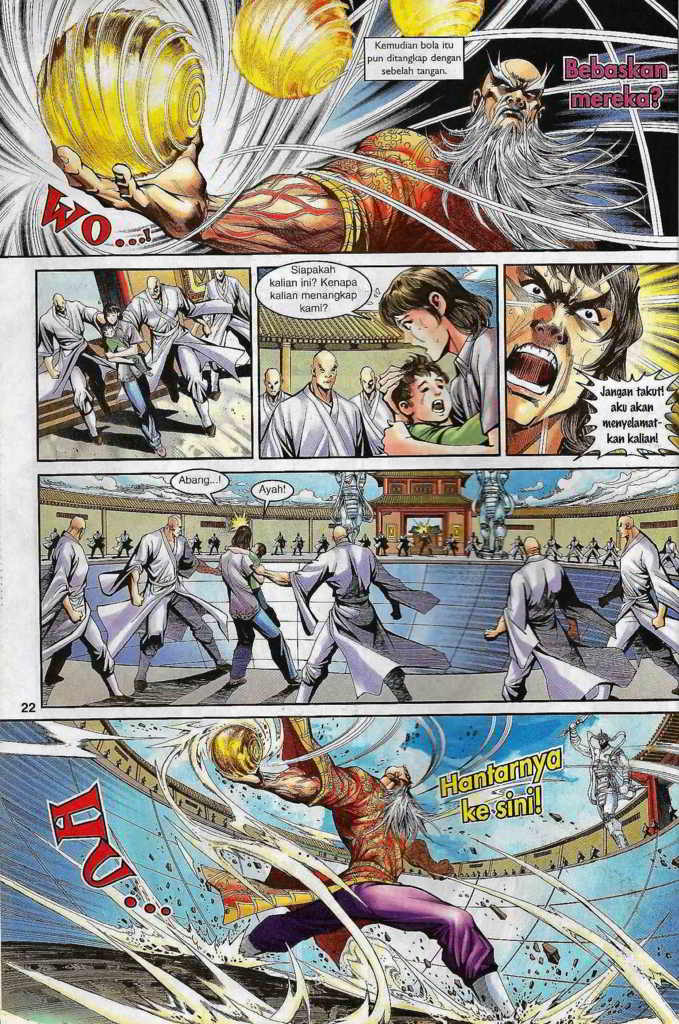 Kemudian bola itu
pun ditangkap dengan
sebelah tangan.
Bebaskan
mereka?
WO...!
Siapakah
kalian ini? Kenapa
kalian menangkap
kami?
Jangan takut!
aku akan
menyelamat-
kan kalian!
Abang...!
Ayah!
22
Hantarnya
ke sini!
AU...